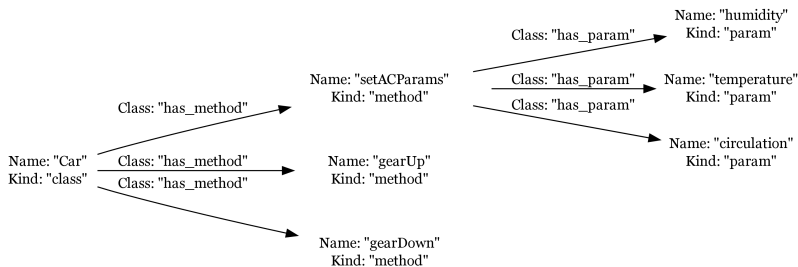 Name: "Car"
Kind: "class"
Class: "has_method"
Class: "has_method"
Class: "has_method"
Name: "setACParams"
Kind: "method"
Name: "gearUp"
Kind: "method"
Name: "gearDown"
Kind: "method"
Class: "has_param"
Class: "has_param"
Class: "has_param"
Name: "humidity"
Kind: "param"
Name: "temperature"
Kind: "param"
Name: "circulation"
Kind: "param"